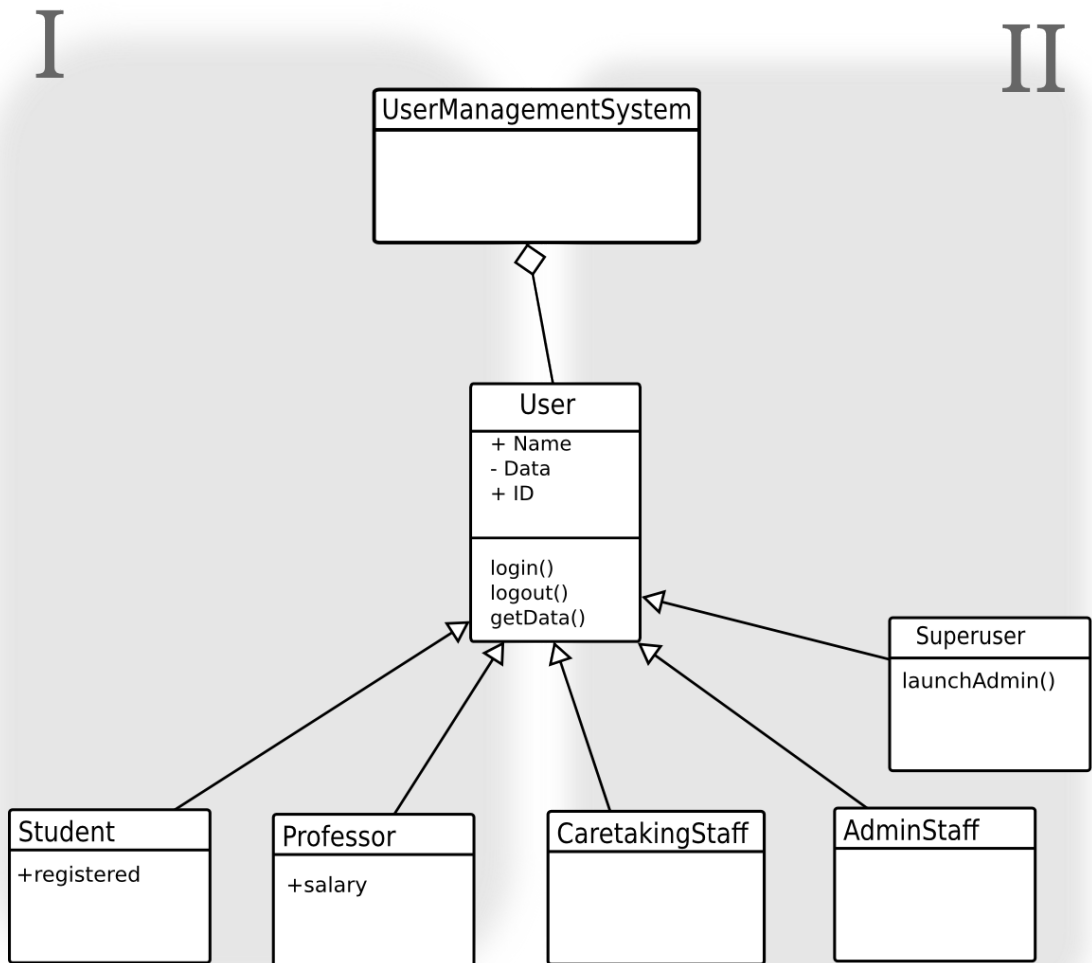 I
II
UserManagementSystem
User
+ Name
- Data
+ ID
login()
logout()
getData()
Superuser
launchAdmin()
Student
+registered
Professor
+salary
CaretakingStaff
AdminStaff